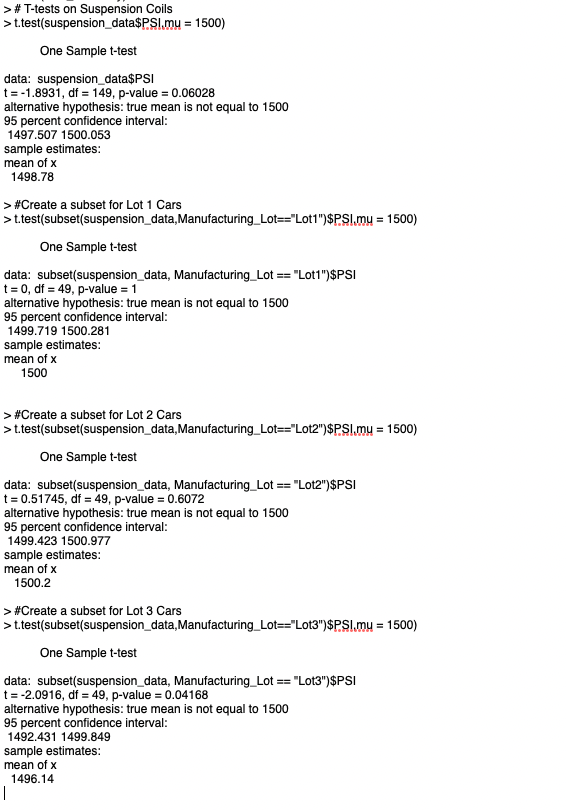 > # T-tests on Suspension Coils
> t.test(suspension_data$PSI,mu = 1500)
One Sample t-test
data:  suspension_data$PSI
t = -1.8931, df = 149, p-value = 0.06028
alternative hypothesis: true mean is not equal to 1500
95 percent confidence interval:
1497.507 1500.053
sample estimates:
mean of x
1498.78
> #Create a subset for Lot 1 Cars
> t.test(subset(suspension_data,Manufacturing_Lot=="Lot1")$PSI,mu = 1500)
One Sample t-test
data:  subset(suspension_data, Manufacturing_Lot == "Lot1")$PSI
t = 0, df = 49, p-value = 1
alternative hypothesis: true mean is not equal to 1500
95 percent confidence interval:
1499.719 1500.281
sample estimates:
mean of x
1500
> #Create a subset for Lot 2 Cars
> t.test(subset(suspension_data,Manufacturing_Lot=="Lot2")$PSI,mu = 1500)
One Sample t-test
data:  subset(suspension_data, Manufacturing_Lot == "Lot2")$PSI
t = 0.51745, df = 49, p-value = 0.6072
alternative hypothesis: true mean is not equal to 1500
95 percent confidence interval:
1499.423 1500.977
sample estimates:
mean of x
1500.2
> #Create a subset for Lot 3 Cars
> t.test(subset(suspension_data,Manufacturing_Lot=="Lot3")$PSI,mu = 1500)
One Sample t-test
data:  subset(suspension_data, Manufacturing_Lot == "Lot3")$PSI
t = -2.0916, df = 49, p-value = 0.04168
alternative hypothesis: true mean is not equal to 1500
95 percent confidence interval:
1492.431 1499.849
sample estimates:
mean of x
1496.14